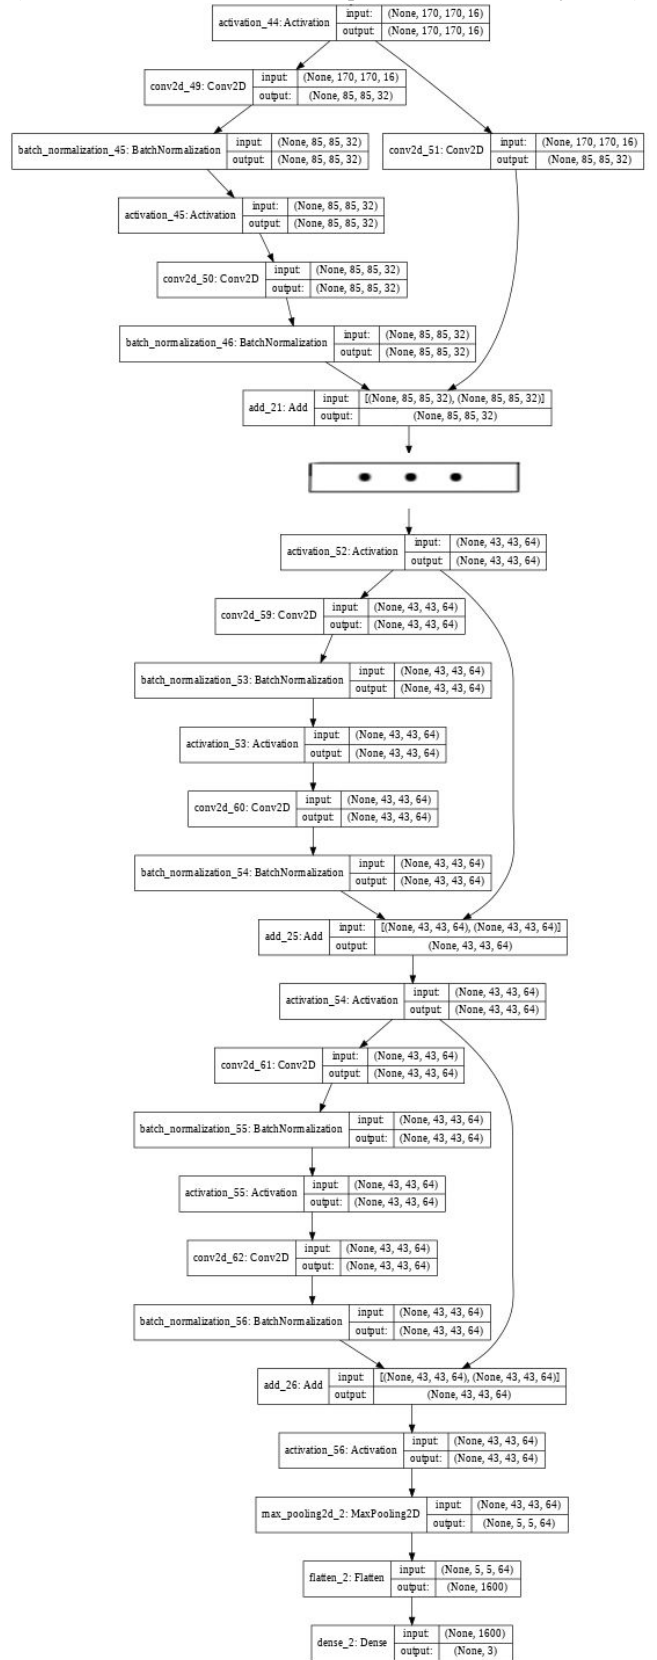 activation_44: Activation
input: (None, 170, 170, 16)
output: (None, 170, 170, 16)
conv2d_49: Conv2D
input: (None, 170, 170, 16)
output: (None, 85, 85, 32)
batch_normalization_45: BatchNormalization
input: (None, 85, 85, 32)
output: (None, 85, 85, 32)
conv2d_51: Conv2D
input: (None, 170, 170, 16)
output: (None, 85, 85, 32)
activation_45: Activation
input: (None, 85, 85, 32)
output: (None, 85, 85, 32)
conv2d_50: Conv2D
input: (None, 85, 85, 32)
output: (None, 85, 85, 32)
batch_normalization_46: BatchNormalization
input: (None, 85, 85, 32)
output: (None, 85, 85, 32)
add_21: Add
input: [(None, 85, 85, 32), (None, 85, 85, 32)]
output: (None, 85, 85, 32)
activation_52: Activation
input: (None, 43, 43, 64)
output: (None, 43, 43, 64)
conv2d_59: Conv2D
input: (None, 43, 43, 64)
output: (None, 43, 43, 64)
batch_normalization_53: BatchNormalization
input: (None, 43, 43, 64)
output: (None, 43, 43, 64)
activation_53: Activation
input: (None, 43, 43, 64)
output: (None, 43, 43, 64)
conv2d_60: Conv2D
input: (None, 43, 43, 64)
output: (None, 43, 43, 64)
batch_normalization_54: BatchNormalization
input: (None, 43, 43, 64)
output: (None, 43, 43, 64)
add_25: Add
input: [(None, 43, 43, 64), (None, 43, 43, 64)]
output: (None, 43, 43, 64)
activation_54: Activation
input: (None, 43, 43, 64)
output: (None, 43, 43, 64)
conv2d_61: Conv2D
input: (None, 43, 43, 64)
output: (None, 43, 43, 64)
batch_normalization_55: BatchNormalization
input: (None, 43, 43, 64)
output: (None, 43, 43, 64)
activation_55: Activation
input: (None, 43, 43, 64)
output: (None, 43, 43, 64)
conv2d_62: Conv2D
input: (None, 43, 43, 64)
output: (None, 43, 43, 64)
batch_normalization_56: BatchNormalization
input: (None, 43, 43, 64)
output: (None, 43, 43, 64)
add_26: Add
input: [(None, 43, 43, 64), (None, 43, 43, 64)]
output: (None, 43, 43, 64)
activation_56: Activation
input: (None, 43, 43, 64)
output: (None, 43, 43, 64)
max_pooling2d_2: MaxPooling2D
input: (None, 43, 43, 64)
output: (None, 5, 5, 64)
flatten_2: Flatten
input: (None, 5, 5, 64)
output: (None, 1600)
dense_2: Dense
input: (None, 1600)
output: (None, 3)